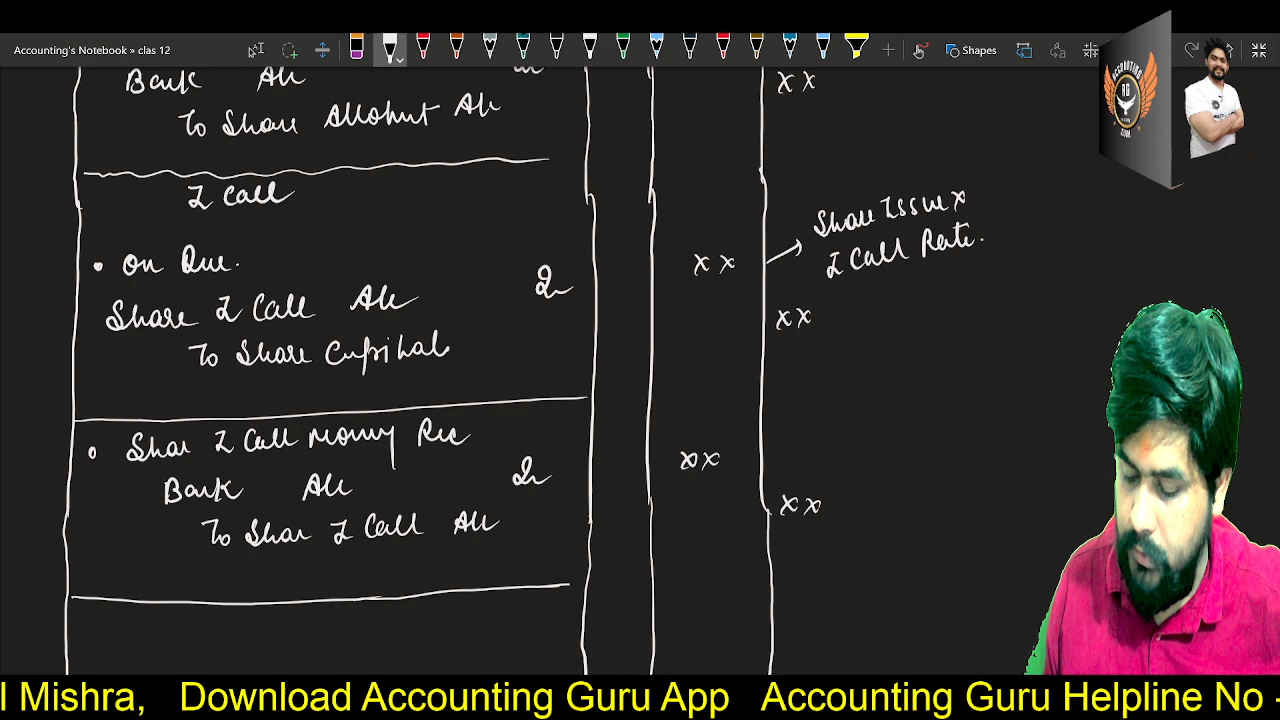 Accounting's Notebook » clas 12
Shapes
Bank A/c
xx
To Share Allotment A/c
I Call
Share Issue x
I Call Rate.
• On Due.
xx
Share I Call A/c Dr
xx
To Share Capital
• Shar I Call Money Rec
xx
Bank A/c Dr
xx
To Shar I Call A/c
l Mishra, Download Accounting Guru App Accounting Guru Helpline No -